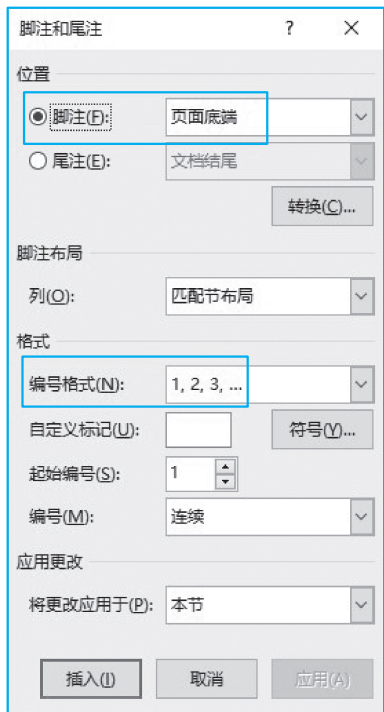 脚注和尾注 ? ×
位置
脚注(F): 页面底端
尾注(E): 文档结尾
转换(C)...
脚注布局
列(O): 匹配节布局
格式
编号格式(N): 1, 2, 3, ...
自定义标记(U): 符号(Y)...
起始编号(S): 1
编号(M): 连续
应用更改
将更改应用于(P): 本节
插入(I) 取消 应用(A)